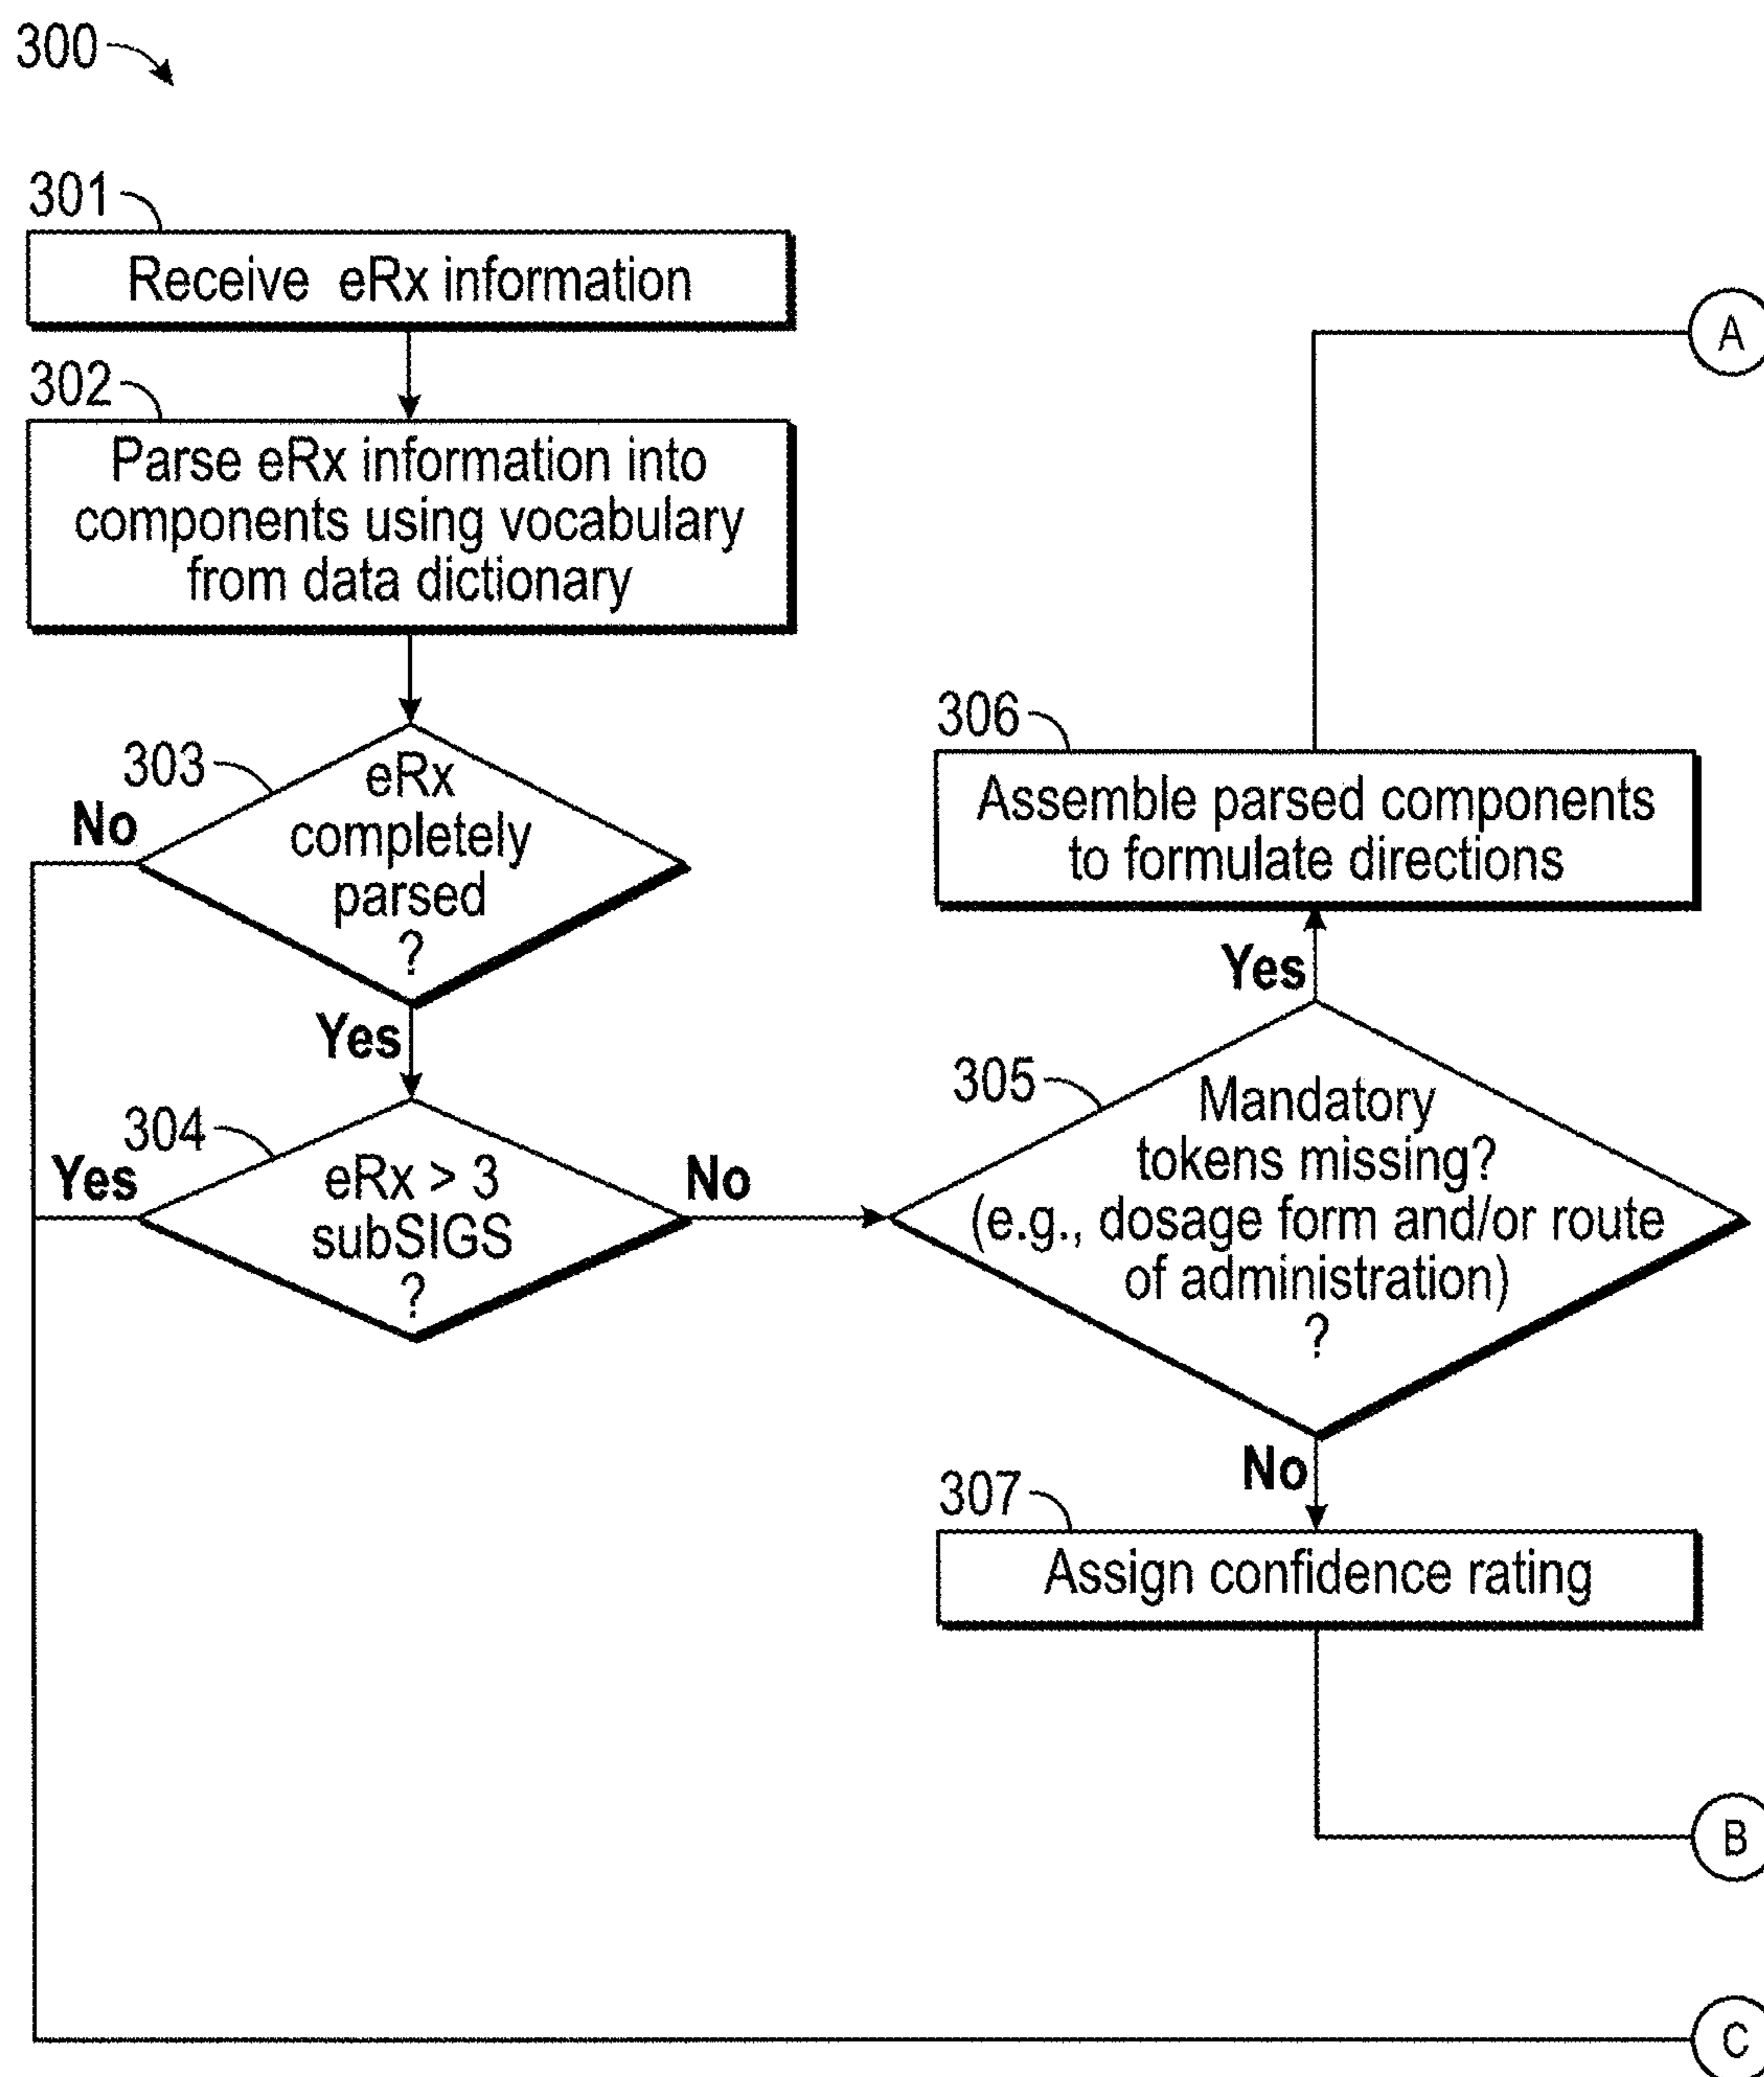 300
301
Receive eRx information
302
Parse eRx information into
components using vocabulary
from data dictionary
303
No
eRx
completely
parsed
?
Yes
304
Yes
eRx > 3
subSIGS
?
No
305
Mandatory
tokens missing?
(e.g., dosage form and/or route
of administration)
?
Yes
306
Assemble parsed components
to formulate directions
A
No
307
Assign confidence rating
B
C